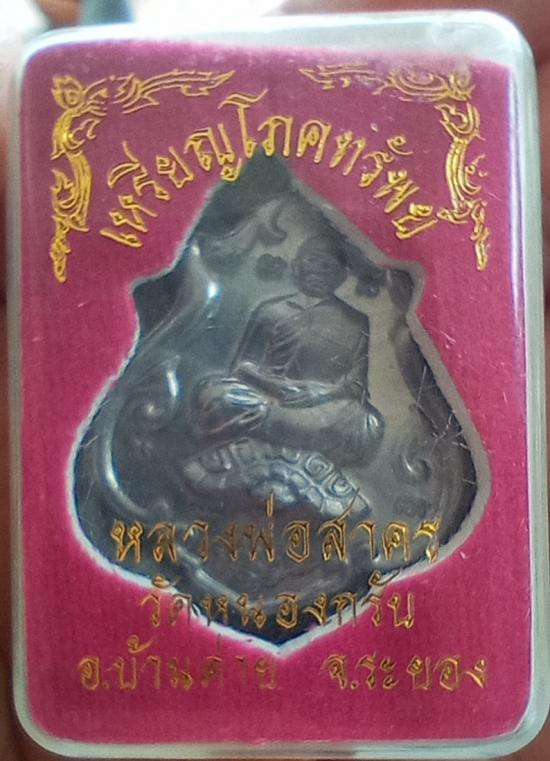 เหรียญโภคทรัพย์
หลวงพ่อสาคร
วัดหนองกรับ
อ.บ้านค่าย จ.ระยอง